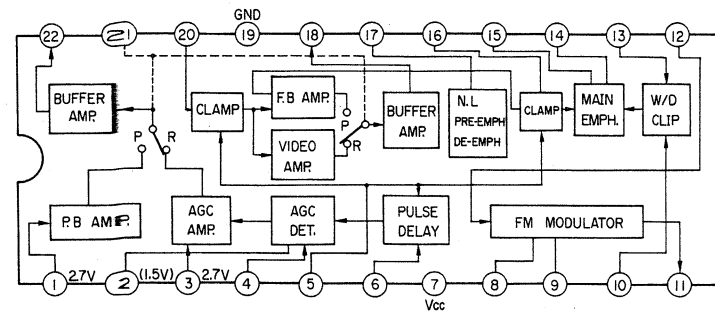 GND
22 21 20 19 18 17 16 15 14 13 12
BUFFER
AMP.
P R
CLAMP
F.B AMP.
VIDEO
AMP.
P
R
BUFFER
AMP.
N.L
PRE-EMPH
DE-EMPH
CLAMP
MAIN
EMPH.
W/D
CLIP
P.B AMP.
AGC
AMP.
AGC
DET.
PULSE
DELAY
FM MODULATOR
1 2.7V 2 (1.5V) 3 2.7V 4 5 6 7 8 9 10 11
Vcc